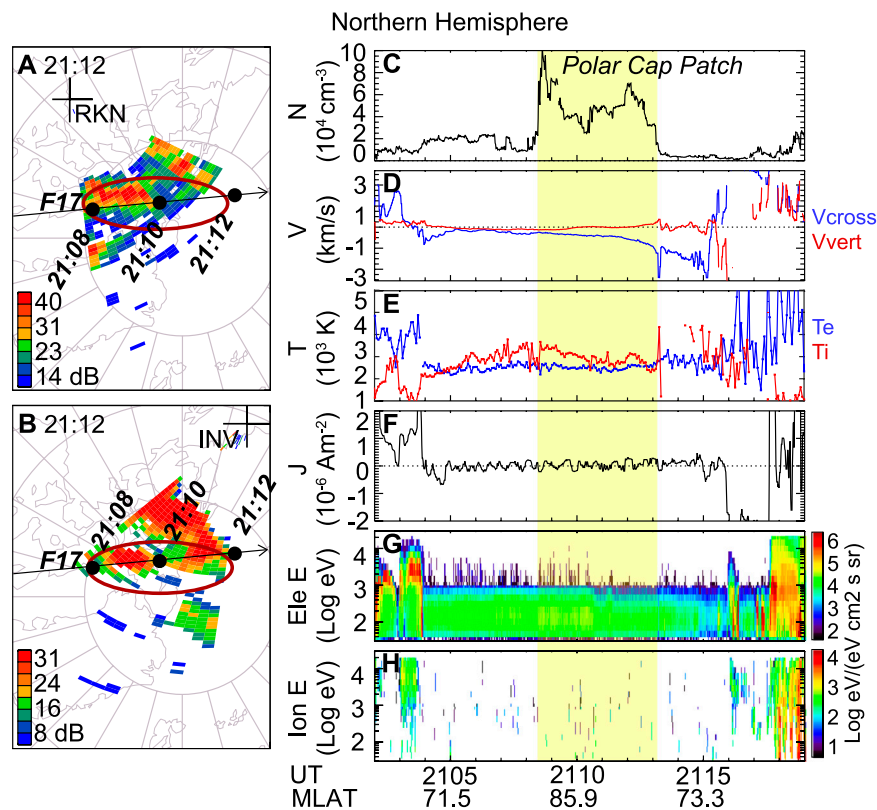 Northern Hemisphere
A 21:12
RKN
F17
21:08
21:10
21:12
40
31
23
14 dB
B 21:12
INV
21:08
21:10
21:12
F17
31
24
16
8 dB
C
Polar Cap Patch
N
(10⁴ cm⁻³)
10
8
6
4
2
0
D
V
(km/s)
3
1
-1
-3
Vcross
Vvert
E
T
(10³ K)
5
4
3
2
1
Te
Ti
F
J
(10⁻⁶ Am⁻²)
2
1
0
-1
-2
G
Ele E
(Log eV)
4
3
2
6
5
4
3
2
H
Ion E
(Log eV)
4
3
2
4
3
2
1
Log eV/(eV cm2 s sr)
UT 2105 2110 2115
MLAT 71.5 85.9 73.3